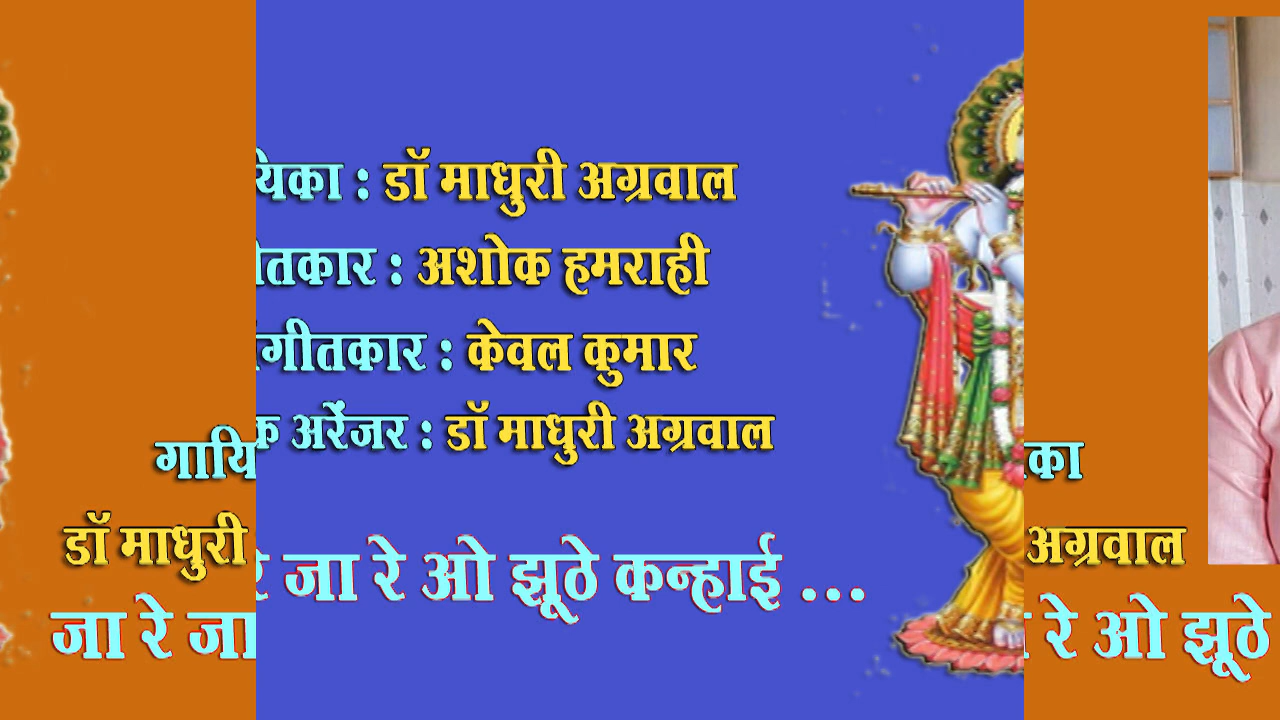 यिका : डॉ माधुरी अग्रवाल
तकार : अशोक हमराही
गीतकार : केवल कुमार
क अरेंजर : डॉ माधुरी अग्रवाल
रे जा रे ओ झूठे कन्हाई ...
गायि
डॉ माधुरी
जा रे जा
का
अग्रवाल
रे ओ झूठे